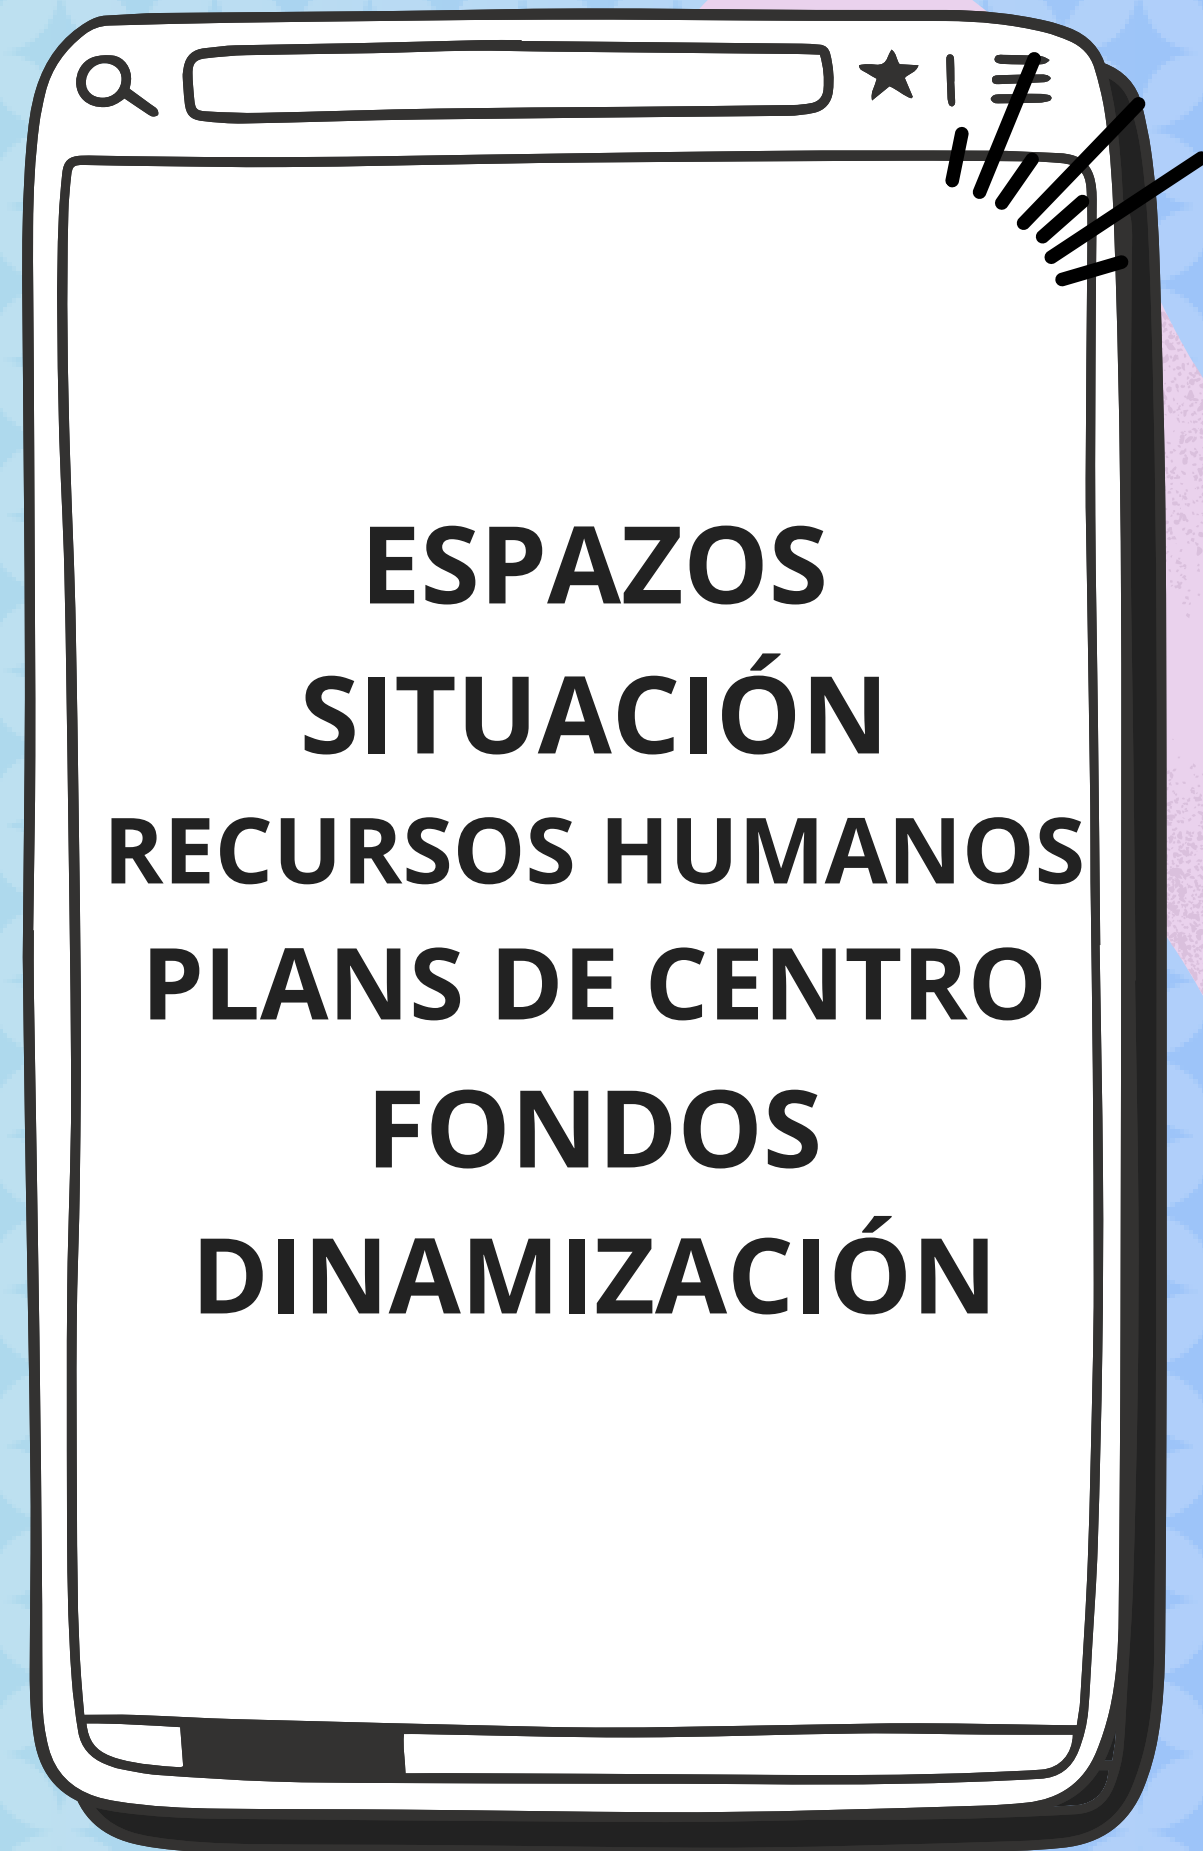 ESPAZOS
SITUACIÓN
RECURSOS HUMANOS
PLANS DE CENTRO
FONDOS
DINAMIZACIÓN